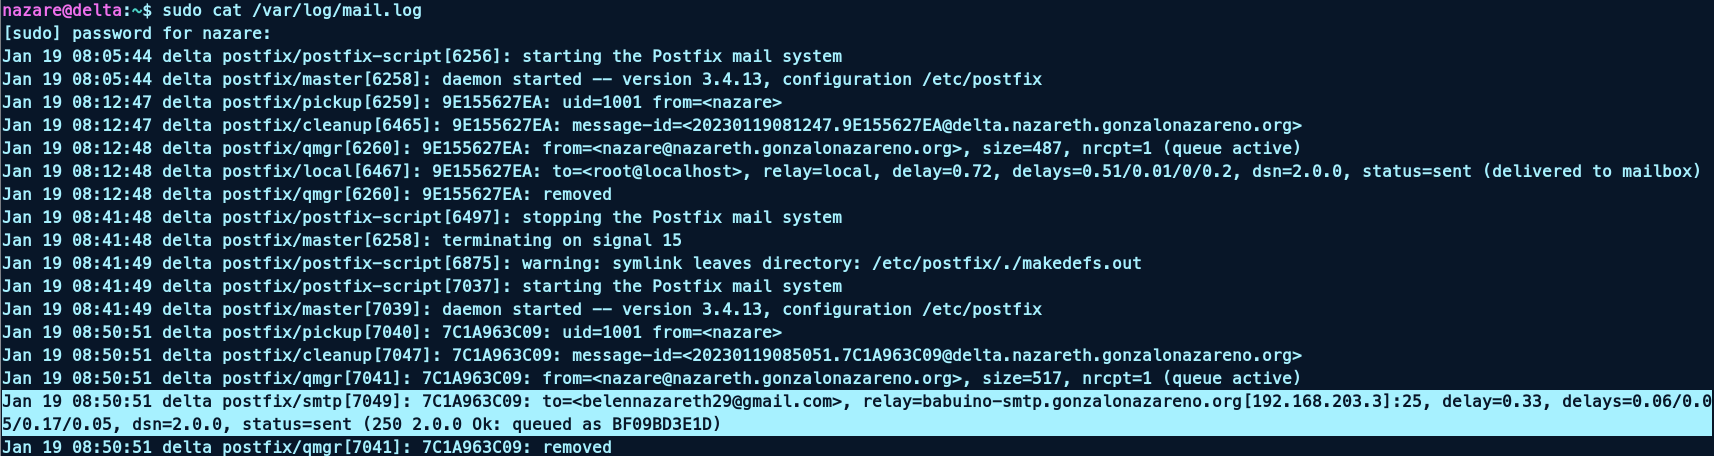 nazare@delta:~$ sudo cat /var/log/mail.log
[sudo] password for nazare:
Jan 19 08:05:44 delta postfix/postfix-script[6256]: starting the Postfix mail system
Jan 19 08:05:44 delta postfix/master[6258]: daemon started -- version 3.4.13, configuration /etc/postfix
Jan 19 08:12:47 delta postfix/pickup[6259]: 9E155627EA: uid=1001 from=<nazare>
Jan 19 08:12:47 delta postfix/cleanup[6465]: 9E155627EA: message-id=<20230119081247.9E155627EA@delta.nazareth.gonzalonazareno.org>
Jan 19 08:12:48 delta postfix/qmgr[6260]: 9E155627EA: from=<nazare@nazareth.gonzalonazareno.org>, size=487, nrcpt=1 (queue active)
Jan 19 08:12:48 delta postfix/local[6467]: 9E155627EA: to=<root@localhost>, relay=local, delay=0.72, delays=0.51/0.01/0/0.2, dsn=2.0.0, status=sent (delivered to mailbox)
Jan 19 08:12:48 delta postfix/qmgr[6260]: 9E155627EA: removed
Jan 19 08:41:48 delta postfix/postfix-script[6497]: stopping the Postfix mail system
Jan 19 08:41:48 delta postfix/master[6258]: terminating on signal 15
Jan 19 08:41:49 delta postfix/postfix-script[6875]: warning: symlink leaves directory: /etc/postfix/./makedefs.out
Jan 19 08:41:49 delta postfix/postfix-script[7037]: starting the Postfix mail system
Jan 19 08:41:49 delta postfix/master[7039]: daemon started -- version 3.4.13, configuration /etc/postfix
Jan 19 08:50:51 delta postfix/pickup[7040]: 7C1A963C09: uid=1001 from=<nazare>
Jan 19 08:50:51 delta postfix/cleanup[7047]: 7C1A963C09: message-id=<20230119085051.7C1A963C09@delta.nazareth.gonzalonazareno.org>
Jan 19 08:50:51 delta postfix/qmgr[7041]: 7C1A963C09: from=<nazare@nazareth.gonzalonazareno.org>, size=517, nrcpt=1 (queue active)
Jan 19 08:50:51 delta postfix/smtp[7049]: 7C1A963C09: to=<belennazareth29@gmail.com>, relay=babuino-smtp.gonzalonazareno.org[192.168.203.3]:25, delay=0.33, delays=0.06/0.0
5/0.17/0.05, dsn=2.0.0, status=sent (250 2.0.0 Ok: queued as BF09BD3E1D)
Jan 19 08:50:51 delta postfix/qmgr[7041]: 7C1A963C09: removed